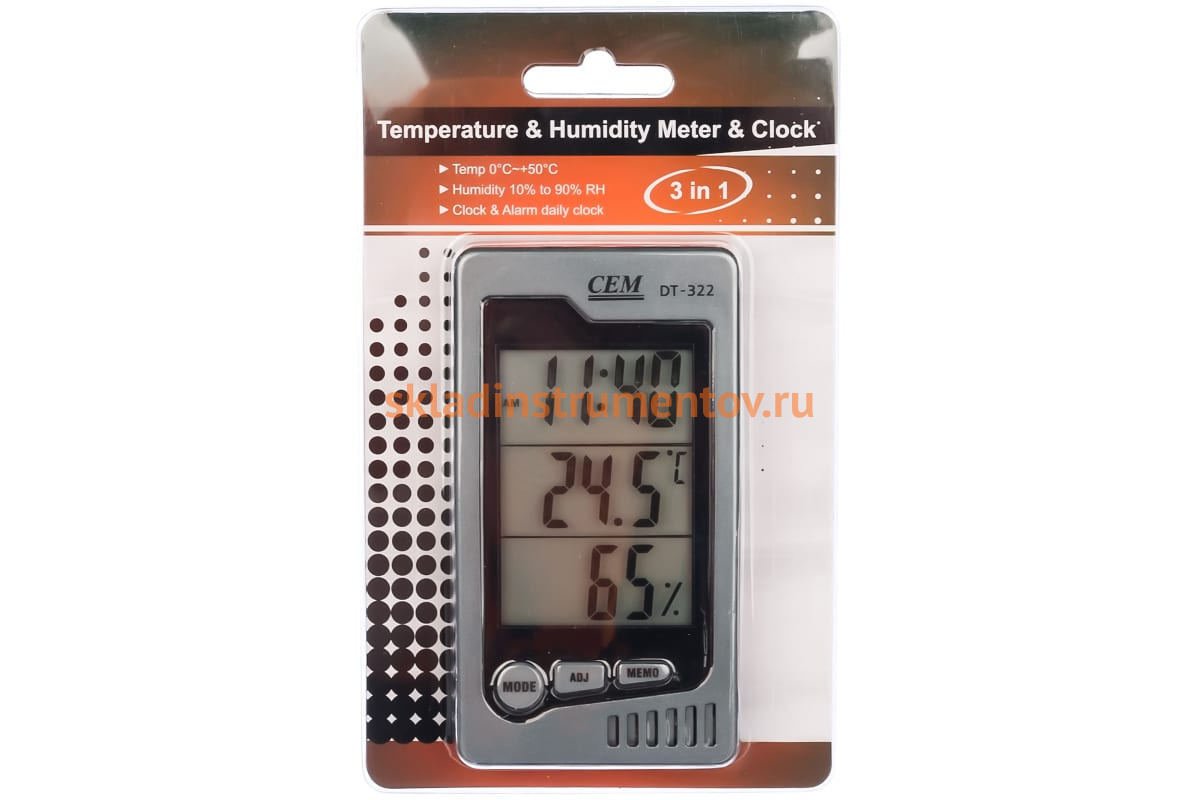 Temperature & Humidity Meter & Clock
▶ Temp 0°C~+50°C
▶ Humidity 10% to 90% RH
▶ Clock & Alarm daily clock
3 in 1
CEM
DT-322
11:40
AM
skladinstrumentov.ru
24.5°C
65%
MODE
ADJ
MEMO